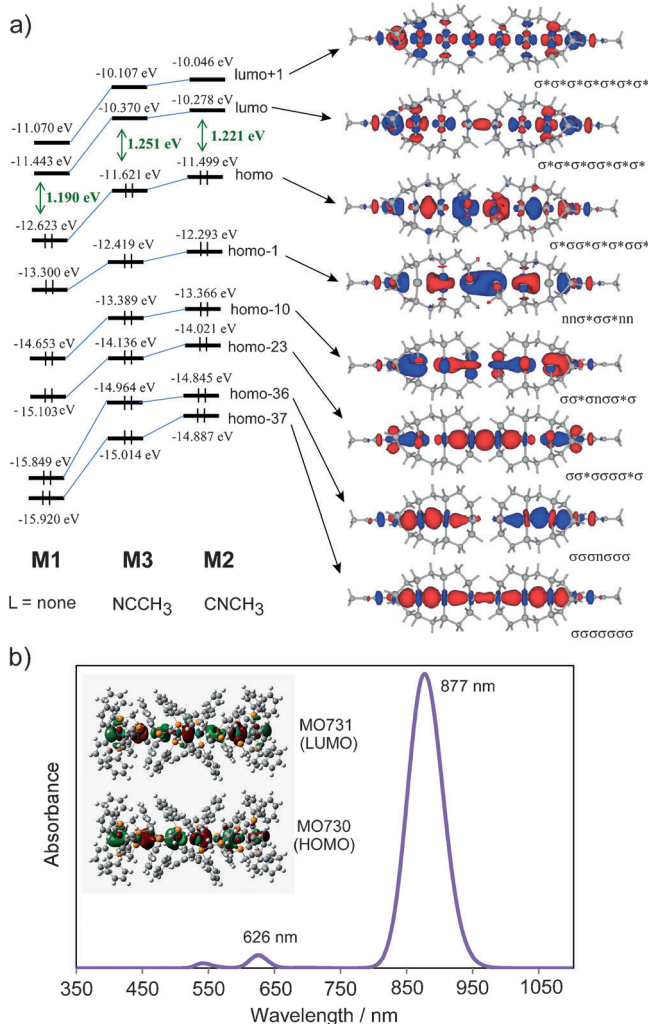 a)
-10.107 eV
-10.046 eV
lumo+1
σ*σ*σ*σ*σ*σ*σ*σ*
-10.370 eV
-10.278 eV
lumo
-11.070 eV
-11.443 eV
1.251 eV
1.221 eV
σ*σ*σ*σσ*σ*σ*
-11.621 eV
-11.499 eV
homo
1.190 eV
-12.623 eV
σ*σσ*σ*σ*σσ*
-12.419 eV
-12.293 eV
homo-1
-13.300 eV
nnσ*σσ*nn
-13.389 eV
-13.366 eV
homo-10
-14.653 eV
-14.136 eV
-14.021 eV
homo-23
σσ*σnσσ*σ
-15.103 eV
-14.964 eV
-14.845 eV
homo-36
homo-37
σσ*σσσσ*σ
-15.849 eV
-15.014 eV
-14.887 eV
-15.920 eV
σσσnσσσ
M1
M3
M2
L = none
NCCH3
CNCH3
σσσσσσσ
b)
877 nm
MO731
(LUMO)
MO730
(HOMO)
Absorbance
626 nm
350 450 550 650 750 850 950 1050
Wavelength / nm